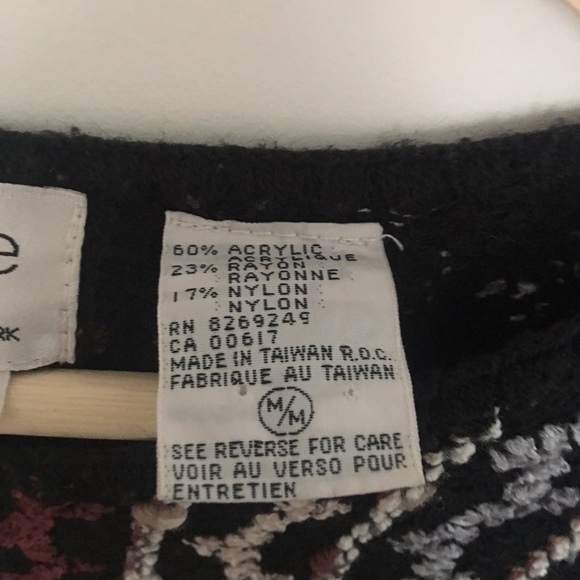 60% ACRYLIC
ACRYLIQUE
23% RAYON
RAYONNE
17% NYLON
NYLON
RN 8269249
CA 00617
MADE IN TAIWAN R.O.C.
FABRIQUE AU TAIWAN
M/M
SEE REVERSE FOR CARE
VOIR AU VERSO POUR
ENTRETIEN